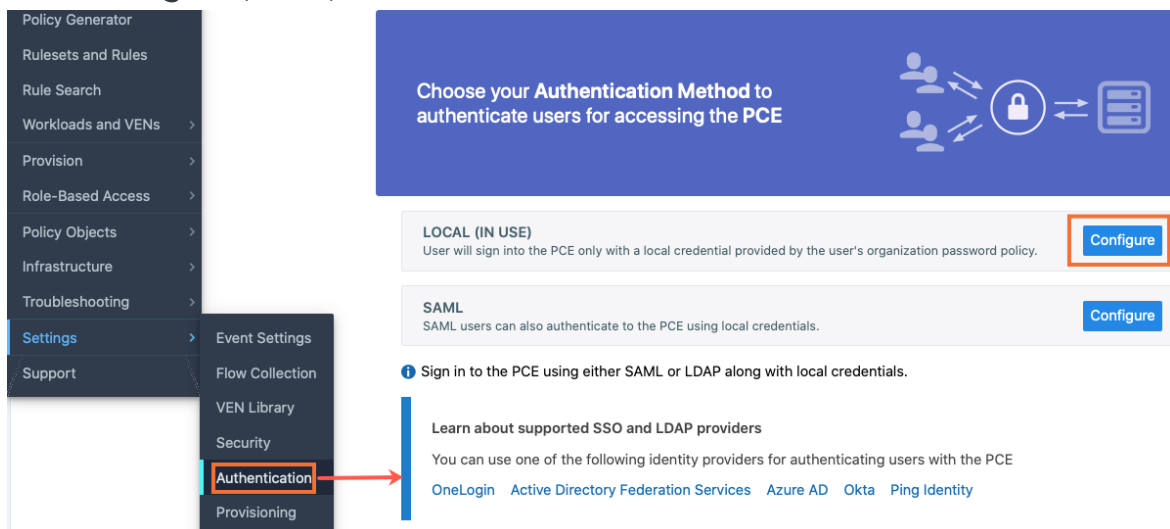 Policy Generator
Rulesets and Rules
Rule Search
Workloads and VENs
Provision
Role-Based Access
Policy Objects
Infrastructure
Troubleshooting
Settings
Support
Event Settings
Flow Collection
VEN Library
Security
Authentication
Provisioning
Choose your Authentication Method to
authenticate users for accessing the PCE
LOCAL (IN USE)
User will sign into the PCE only with a local credential provided by the user's organization password policy.
Configure
SAML
SAML users can also authenticate to the PCE using local credentials.
Configure
Sign in to the PCE using either SAML or LDAP along with local credentials.
Learn about supported SSO and LDAP providers
You can use one of the following identity providers for authenticating users with the PCE
OneLogin Active Directory Federation Services Azure AD Okta Ping Identity